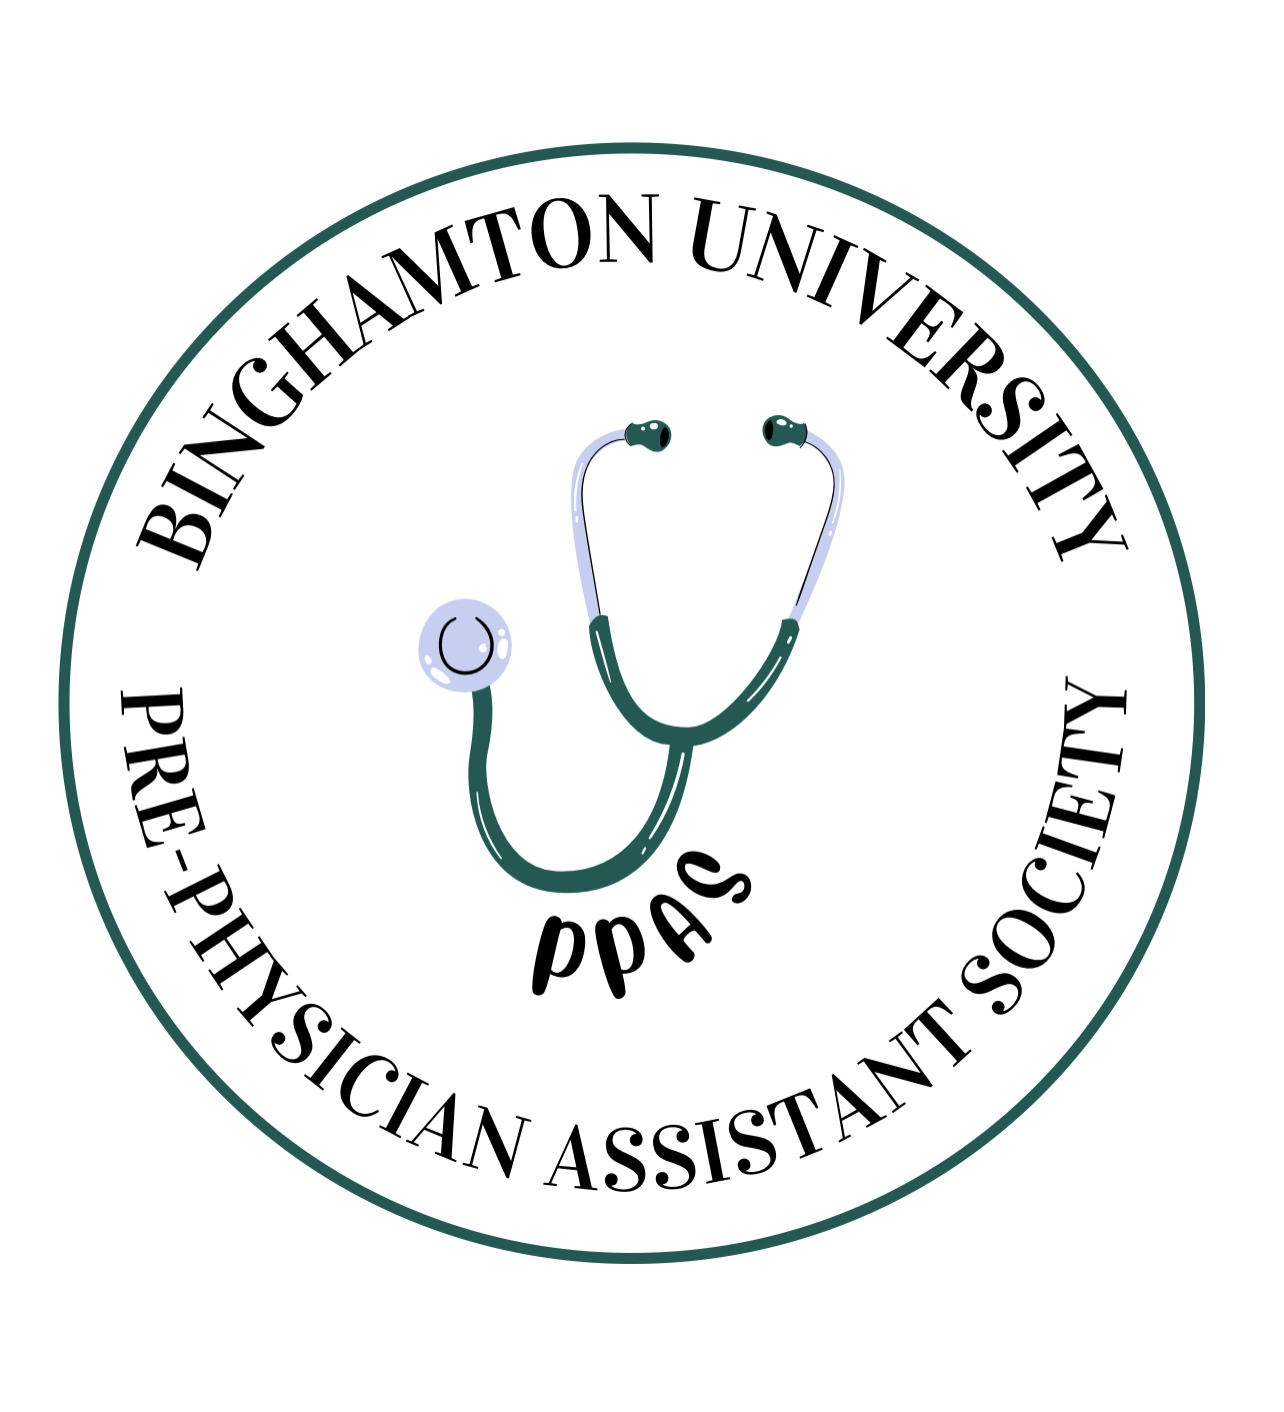 BINGHAMTON UNIVERSITY
PPAS
PRE-PHYSICIAN ASSISTANT SOCIETY